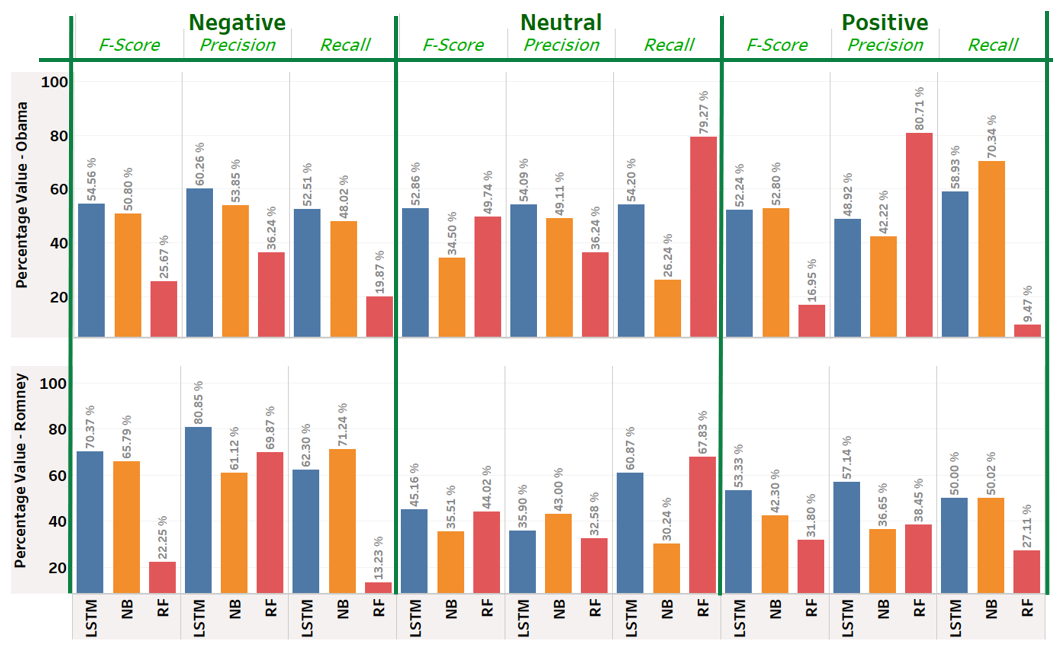 Negative Neutral Positive
F-Score Precision Recall F-Score Precision Recall F-Score Precision Recall
Percentage Value - Obama
100
80
60
40
20
54.56 % 50.80 % 25.67 % 60.26 % 53.85 % 36.24 % 52.51 % 48.02 % 19.87 % 52.86 % 34.50 % 49.74 % 54.09 % 49.11 % 36.24 % 54.20 % 26.24 % 79.27 % 52.24 % 52.80 % 16.95 % 48.92 % 42.22 % 80.71 % 58.93 % 70.34 % 9.47 %
Percentage Value - Romney
100
80
60
40
20
70.37 % 65.79 % 22.25 % 80.85 % 61.12 % 69.87 % 62.30 % 71.24 % 13.23 % 45.16 % 35.51 % 44.02 % 35.90 % 43.00 % 32.58 % 60.87 % 30.24 % 67.83 % 53.33 % 42.30 % 31.80 % 57.14 % 36.65 % 38.45 % 50.00 % 50.02 % 27.11 %
LSTM NB RF LSTM NB RF LSTM NB RF LSTM NB RF LSTM NB RF LSTM NB RF LSTM NB RF LSTM NB RF LSTM NB RF